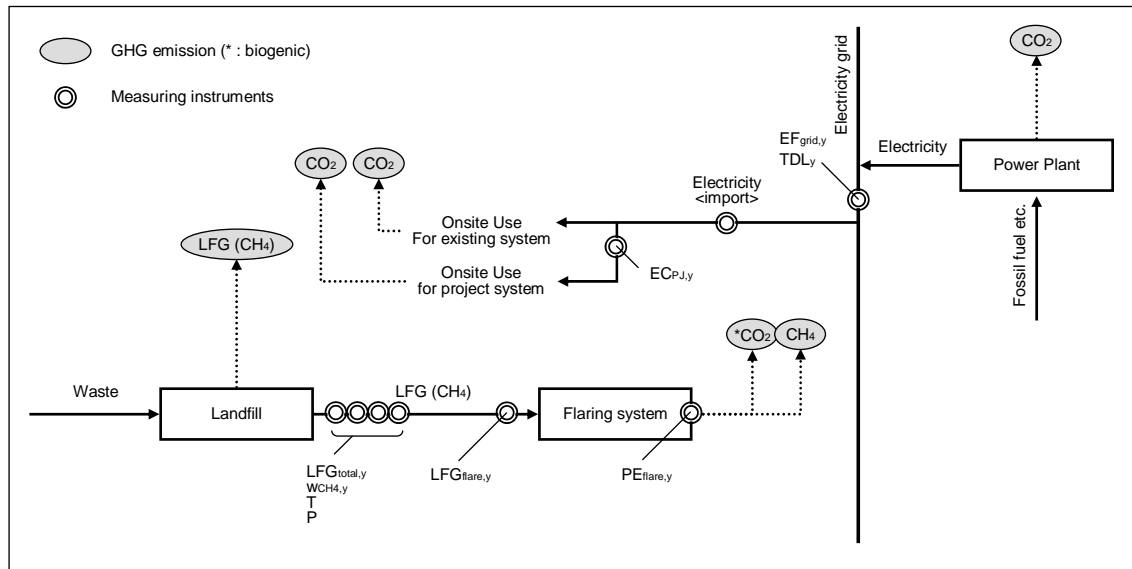 GHG emission (* : biogenic)
Measuring instruments
CO₂
Electricity grid
EFgrid,y
TDLy
Electricity
Power Plant
Fossil fuel etc.
CO₂
CO₂
Electricity
<import>
Onsite Use
For existing system
LFG (CH₄)
Onsite Use
for project system
ECPJ,y
*CO₂
CH₄
Waste
Landfill
LFG (CH₄)
Flaring system
LFGtotal,y
wCH4,y
T
P
LFGflare,y
PEflare,y